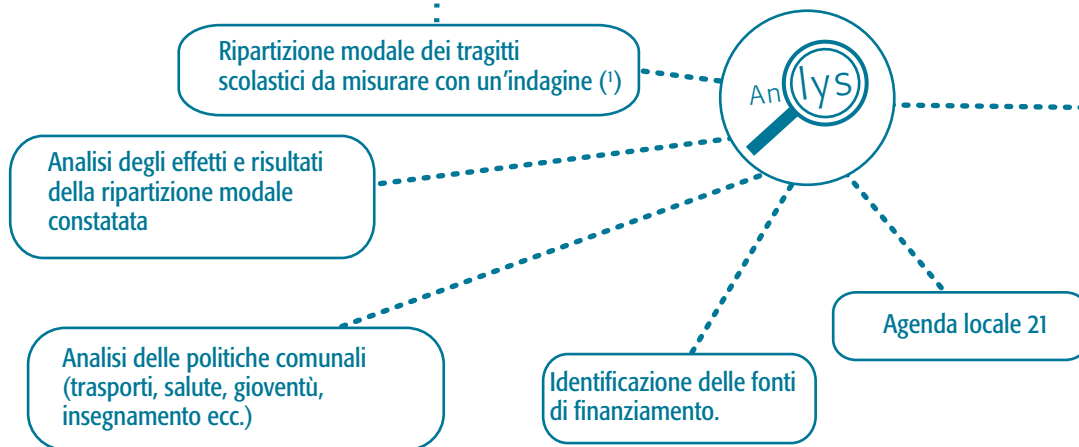 Ripartizione modale dei tragitti
scolastici da misurare con un'indagine (¹)
An lys
Analisi degli effetti e risultati
della ripartizione modale
constatata
Analisi delle politiche comunali
(trasporti, salute, gioventù,
insegnamento ecc.)
Identificazione delle fonti
di finanziamento.
Agenda locale 21